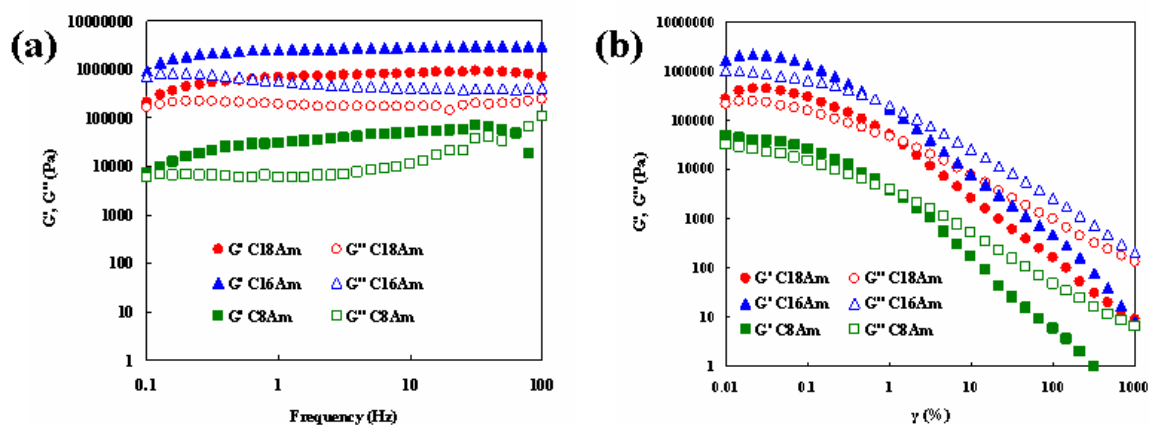 (a)
G', G'' (Pa)
10000000
1000000
100000
10000
1000
100
10
1
G' C18Am G'' C18Am
G' C16Am G'' C16Am
G' C8Am G'' C8Am
0.1 1 10 100
Frequency (Hz)
(b)
G', G'' (Pa)
10000000
1000000
100000
10000
1000
100
10
1
G' C18Am G'' C18Am
G' C16Am G'' C16Am
G' C8Am G'' C8Am
0.01 0.1 1 10 100 1000
γ (%)